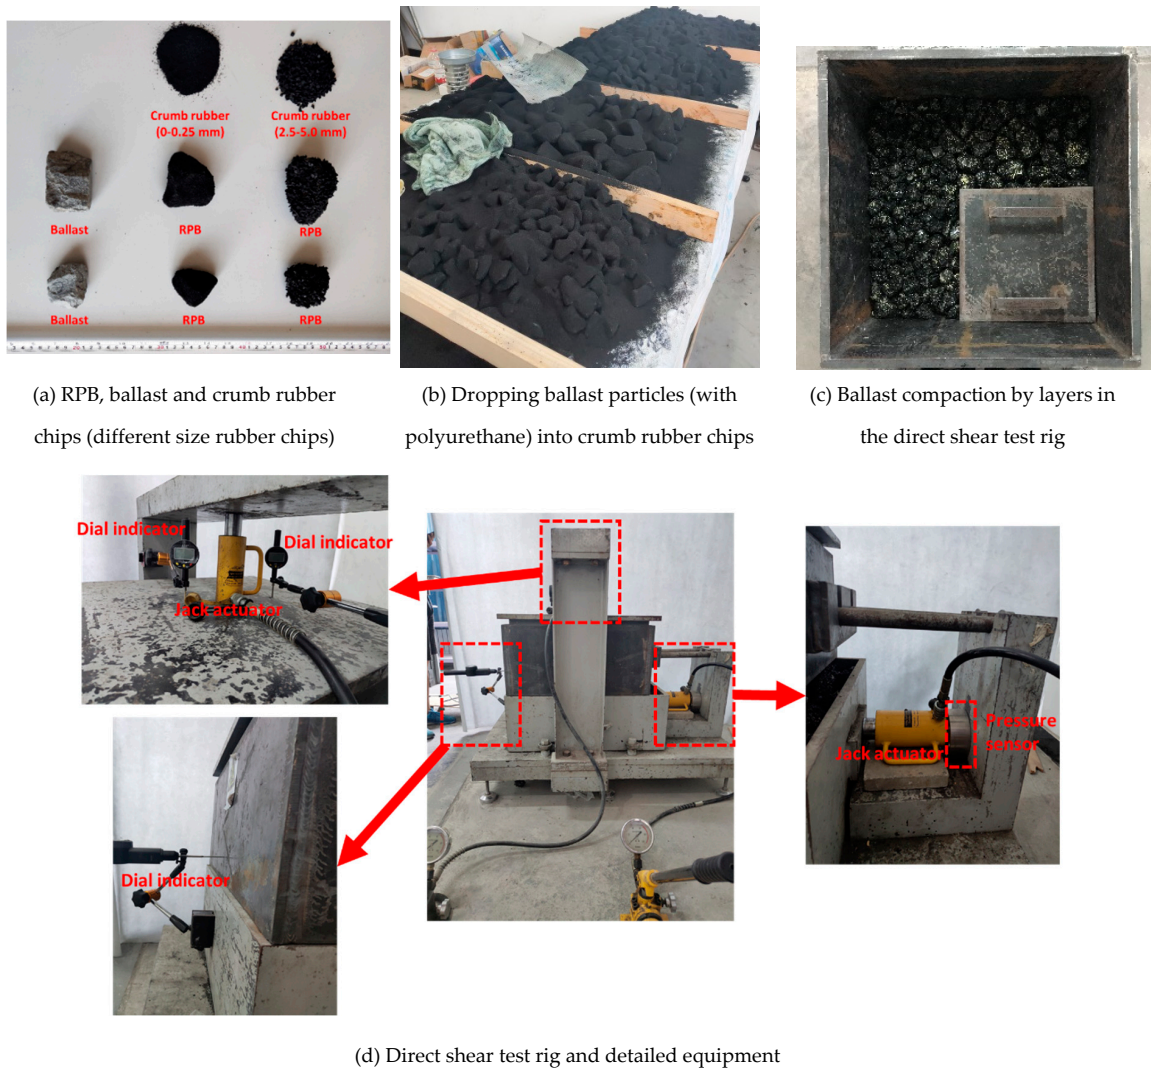 Crumb rubber
(0-0.25 mm)
Crumb rubber
(2.5-5.0 mm)
Ballast
RPB
RPB
Ballast
RPB
RPB
(a) RPB, ballast and crumb rubber
chips (different size rubber chips)
(b) Dropping ballast particles (with
polyurethane) into crumb rubber chips
(c) Ballast compaction by layers in
the direct shear test rig
Dial indicator
Dial indicator
Jack actuator
Dial indicator
Pressure
sensor
Jack actuator
(d) Direct shear test rig and detailed equipment